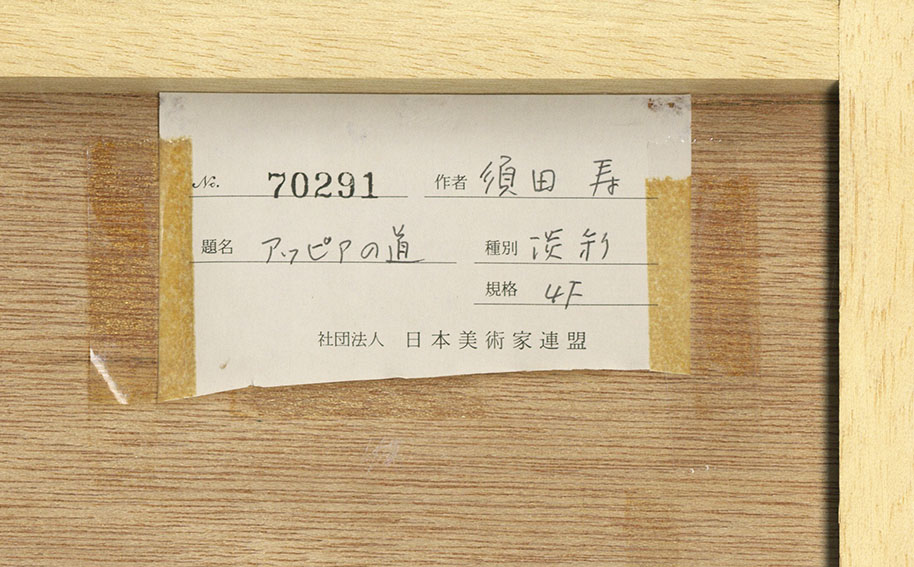 No. 70291 作者 須田 寿
題名 アッピアの道 種別 淡彩
規格 4F
社団法人 日本美術家連盟